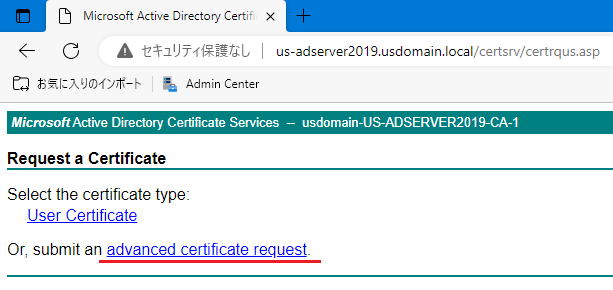 Microsoft Active Directory Certific
セキュリティ保護なし us-adserver2019.usdomain.local/certsrv/certrqus.asp
お気に入りのインポート Admin Center
Microsoft Active Directory Certificate Services -- usdomain-US-ADSERVER2019-CA-1
Request a Certificate
Select the certificate type:
User Certificate
Or, submit an advanced certificate request.